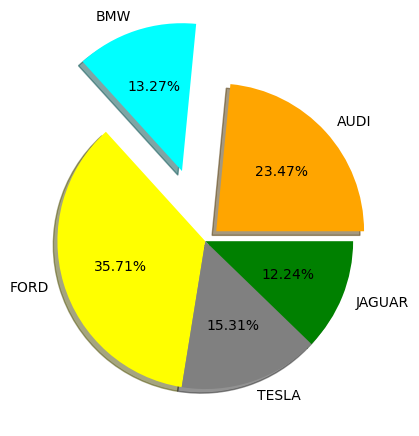 BMW
13.27%
AUDI
23.47%
35.71%
FORD
12.24%
JAGUAR
15.31%
TESLA